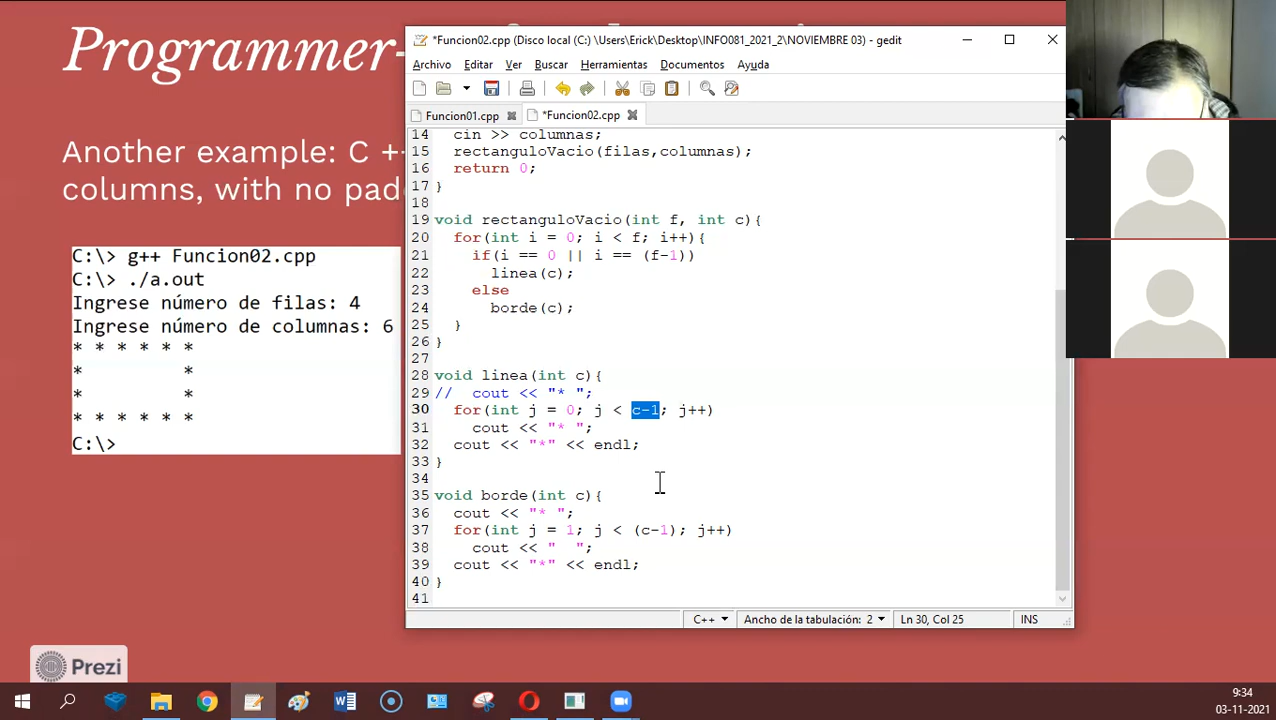 Programmer-
Another example: C +
columns, with no pad
C:\> g++ Funcion02.cpp
C:\> ./a.out
Ingrese número de filas: 4
Ingrese número de columnas: 6
* * * * * *
*         *
*         *
* * * * * *
C:\>
Prezi
*Funcion02.cpp (Disco local (C:) \Users\Erick\Desktop\INFO081_2021_2\NOVIEMBRE 03) - gedit
Archivo Editar Ver Buscar Herramientas Documentos Ayuda
Funcion01.cpp *Funcion02.cpp
14   cin >> columnas;
15   rectanguloVacio(filas,columnas);
16   return 0;
17 }
18
19 void rectanguloVacio(int f, int c){
20   for(int i = 0; i < f; i++){
21     if(i == 0 || i == (f-1))
22       linea(c);
23     else
24       borde(c);
25   }
26 }
27
28 void linea(int c){
29 //  cout << "* ";
30   for(int j = 0; j < c-1; j++)
31     cout << "* ";
32   cout << "*" << endl;
33 }
34
35 void borde(int c){
36   cout << "* ";
37   for(int j = 1; j < (c-1); j++)
38     cout << "  ";
39   cout << "*" << endl;
40 }
41
C++ Ancho de la tabulación: 2 Ln 30, Col 25 INS
9:34
03-11-2021